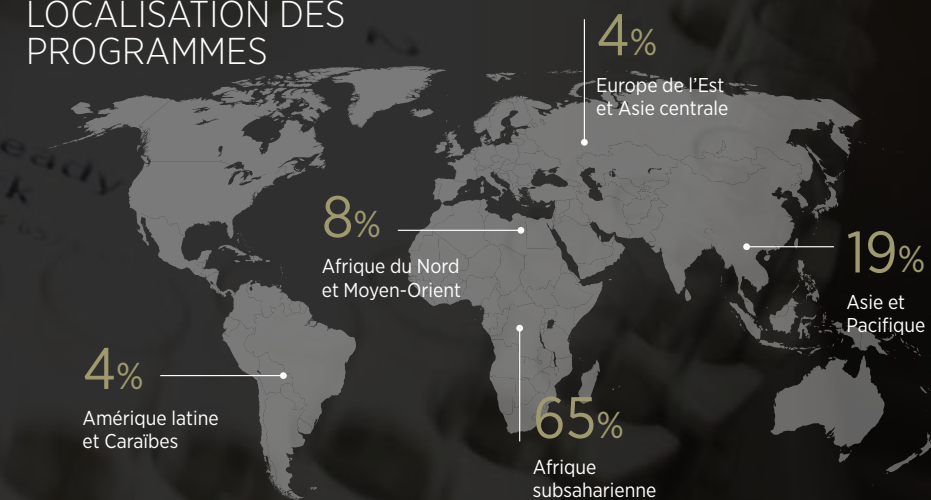 LOCALISATION DES
PROGRAMMES
4%
Europe de l'Est
et Asie centrale
8%
Afrique du Nord
et Moyen-Orient
19%
Asie et
Pacifique
4%
Amérique latine
et Caraïbes
65%
Afrique
subsaharienne
eady
k